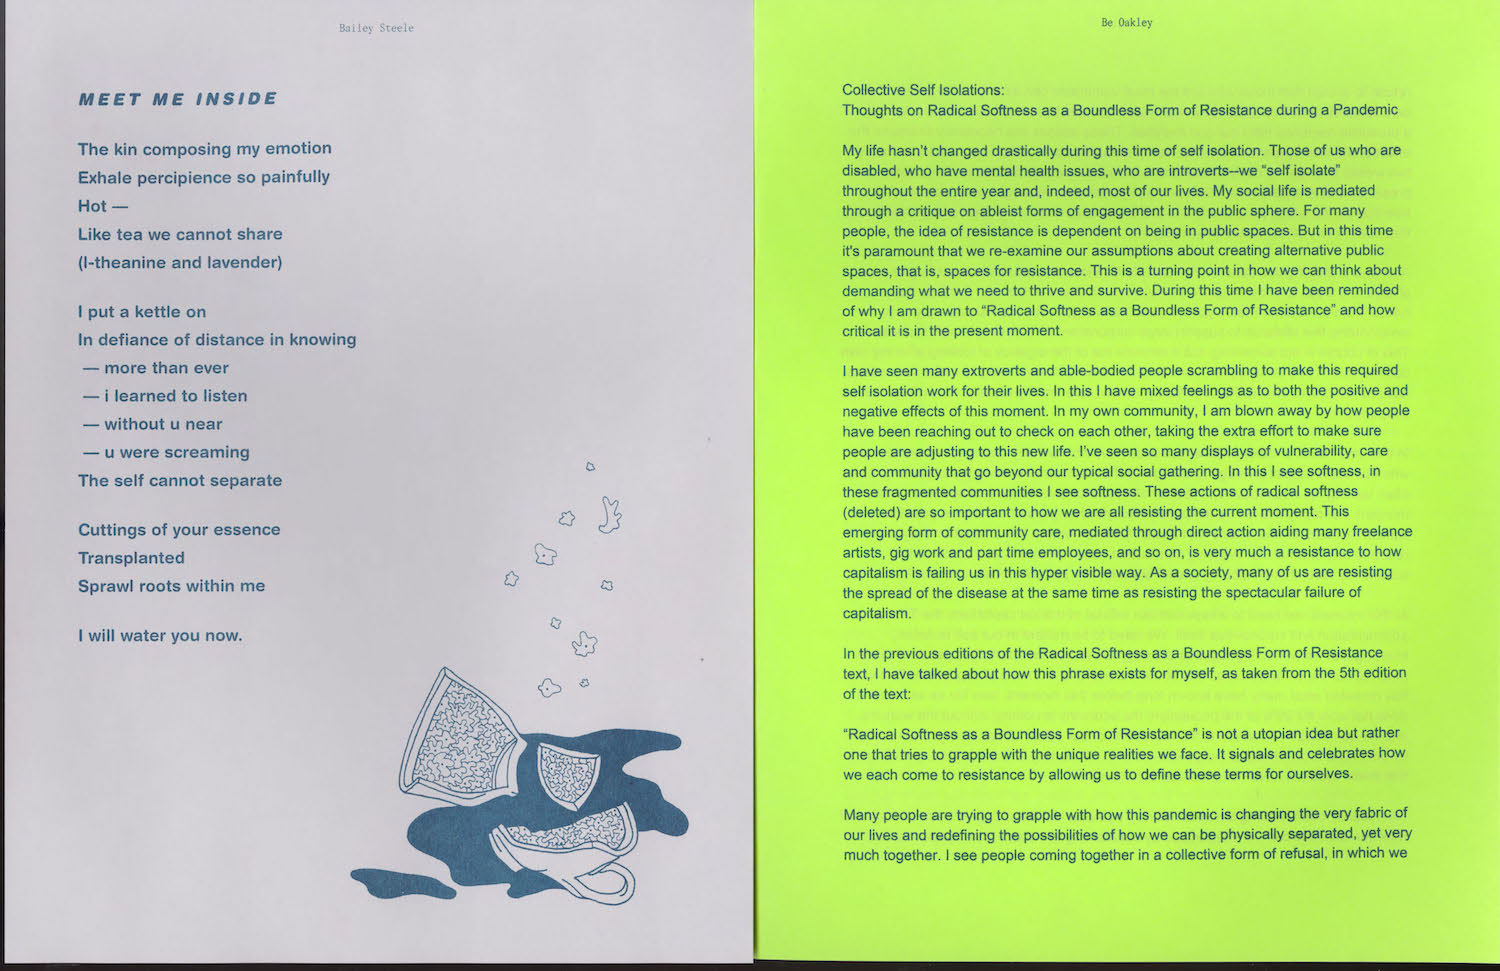 Bailey Steele
MEET ME INSIDE
The kin composing my emotion
Exhale percipience so painfully
Hot —
Like tea we cannot share
(l-theanine and lavender)
I put a kettle on
In defiance of distance in knowing
— more than ever
— i learned to listen
— without u near
— u were screaming
The self cannot separate
Cuttings of your essence
Transplanted
Sprawl roots within me
I will water you now.
Be Oakley
Collective Self Isolations:
Thoughts on Radical Softness as a Boundless Form of Resistance during a Pandemic
My life hasn’t changed drastically during this time of self isolation. Those of us who are
disabled, who have mental health issues, who are introverts--we “self isolate”
throughout the entire year and, indeed, most of our lives. My social life is mediated
through a critique on ableist forms of engagement in the public sphere. For many
people, the idea of resistance is dependent on being in public spaces. But in this time
it's paramount that we re-examine our assumptions about creating alternative public
spaces, that is, spaces for resistance. This is a turning point in how we can think about
demanding what we need to thrive and survive. During this time I have been reminded
of why I am drawn to “Radical Softness as a Boundless Form of Resistance” and how
critical it is in the present moment.
I have seen many extroverts and able-bodied people scrambling to make this required
self isolation work for their lives. In this I have mixed feelings as to both the positive and
negative effects of this moment. In my own community, I am blown away by how people
have been reaching out to check on each other, taking the extra effort to make sure
people are adjusting to this new life. I’ve seen so many displays of vulnerability, care
and community that go beyond our typical social gathering. In this I see softness, in
these fragmented communities I see softness. These actions of radical softness
(deleted) are so important to how we are all resisting the current moment. This
emerging form of community care, mediated through direct action aiding many freelance
artists, gig work and part time employees, and so on, is very much a resistance to how
capitalism is failing us in this hyper visible way. As a society, many of us are resisting
the spread of the disease at the same time as resisting the spectacular failure of
capitalism.
In the previous editions of the Radical Softness as a Boundless Form of Resistance
text, I have talked about how this phrase exists for myself, as taken from the 5th edition
of the text:
“Radical Softness as a Boundless Form of Resistance” is not a utopian idea but rather
one that tries to grapple with the unique realities we face. It signals and celebrates how
we each come to resistance by allowing us to define these terms for ourselves.
Many people are trying to grapple with how this pandemic is changing the very fabric of
our lives and redefining the possibilities of how we can be physically separated, yet very
much together. I see people coming together in a collective form of refusal, in which we